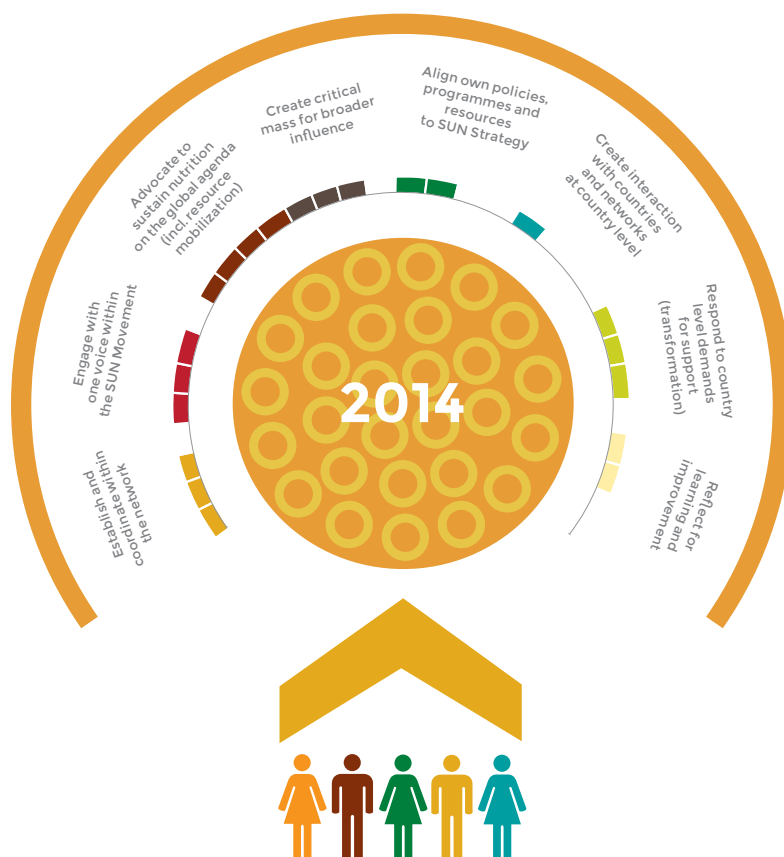 Establish and
coordinate within
the network
Engage with
one voice within
the SUN Movement
Advocate to
sustain nutrition
on the global agenda
(incl. resource
mobilization)
Create critical
mass for broader
influence
Align own policies,
programmes and
resources
to SUN Strategy
Create interaction
with countries
and networks
at country level
Respond to country
level demands
for support
(transformation)
Reflect for
learning and
improvement
2014